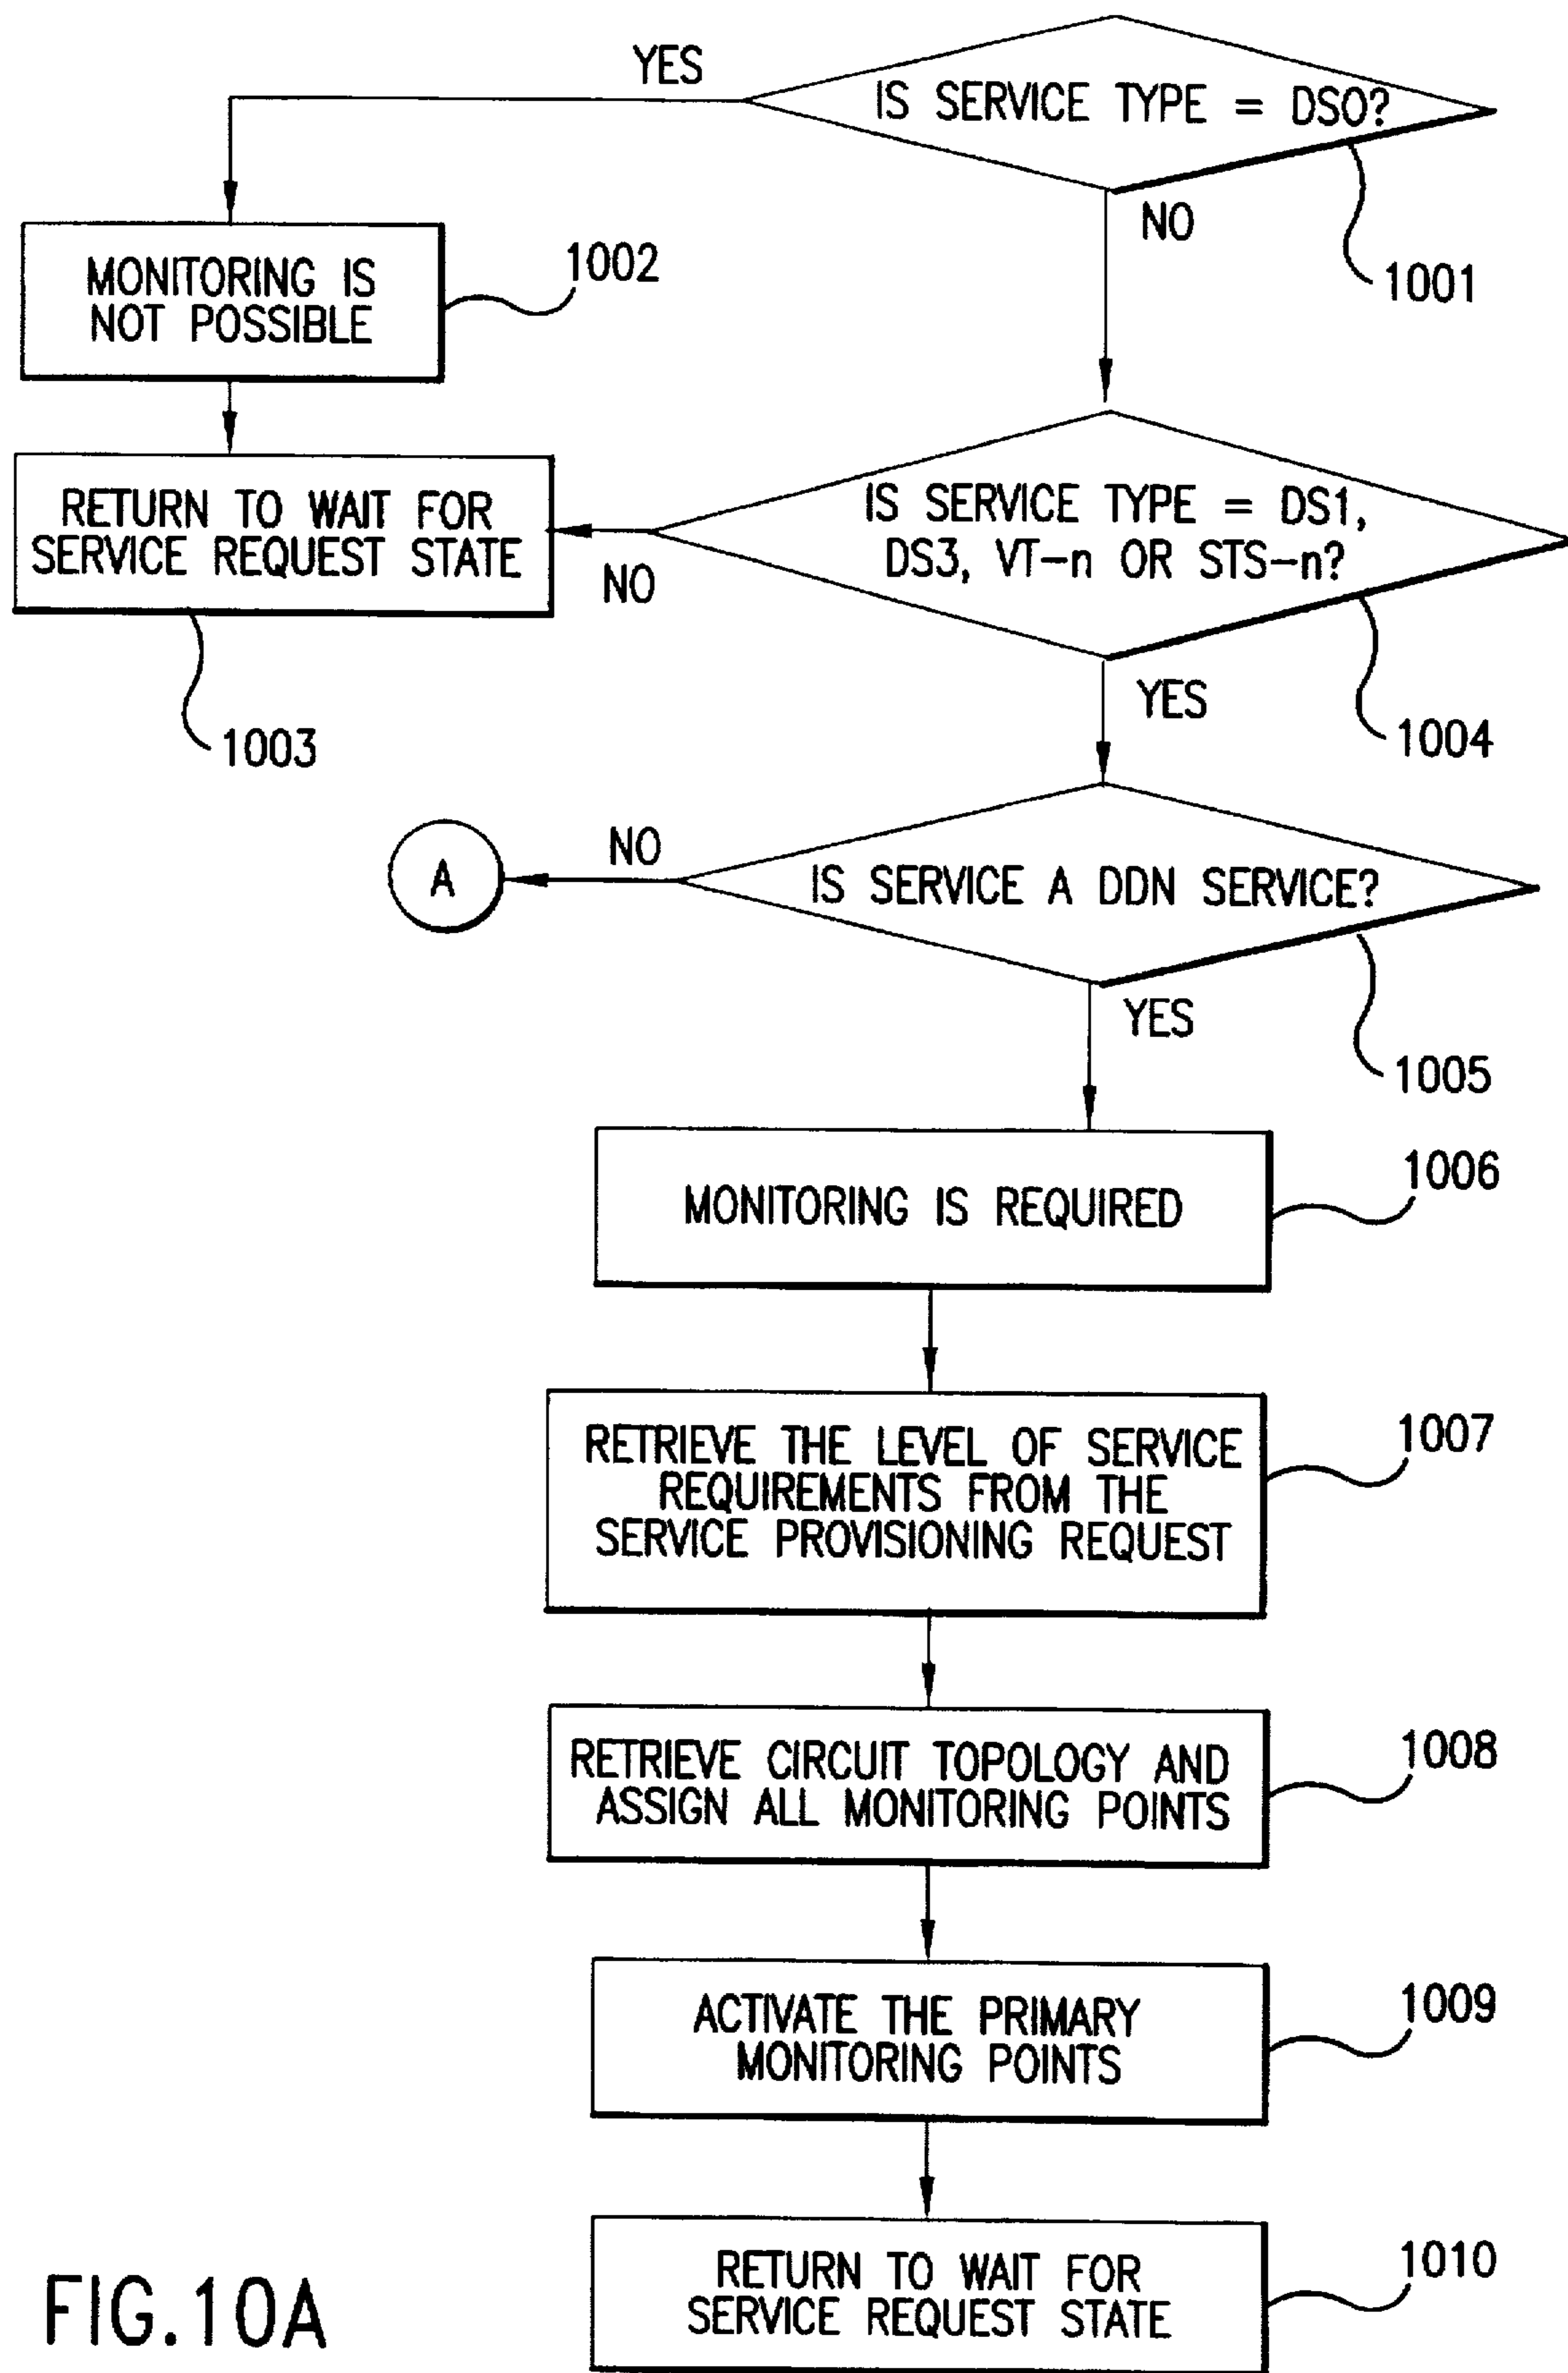 YES
IS SERVICE TYPE = DS0?
NO
1001
MONITORING IS
NOT POSSIBLE
1002
RETURN TO WAIT FOR
SERVICE REQUEST STATE
1003
NO
IS SERVICE TYPE = DS1,
DS3, VT-n OR STS-n?
YES
1004
A
NO
IS SERVICE A DDN SERVICE?
YES
1005
MONITORING IS REQUIRED
1006
RETRIEVE THE LEVEL OF SERVICE
REQUIREMENTS FROM THE
SERVICE PROVISIONING REQUEST
1007
RETRIEVE CIRCUIT TOPOLOGY AND
ASSIGN ALL MONITORING POINTS
1008
ACTIVATE THE PRIMARY
MONITORING POINTS
1009
RETURN TO WAIT FOR
SERVICE REQUEST STATE
1010
FIG.10A